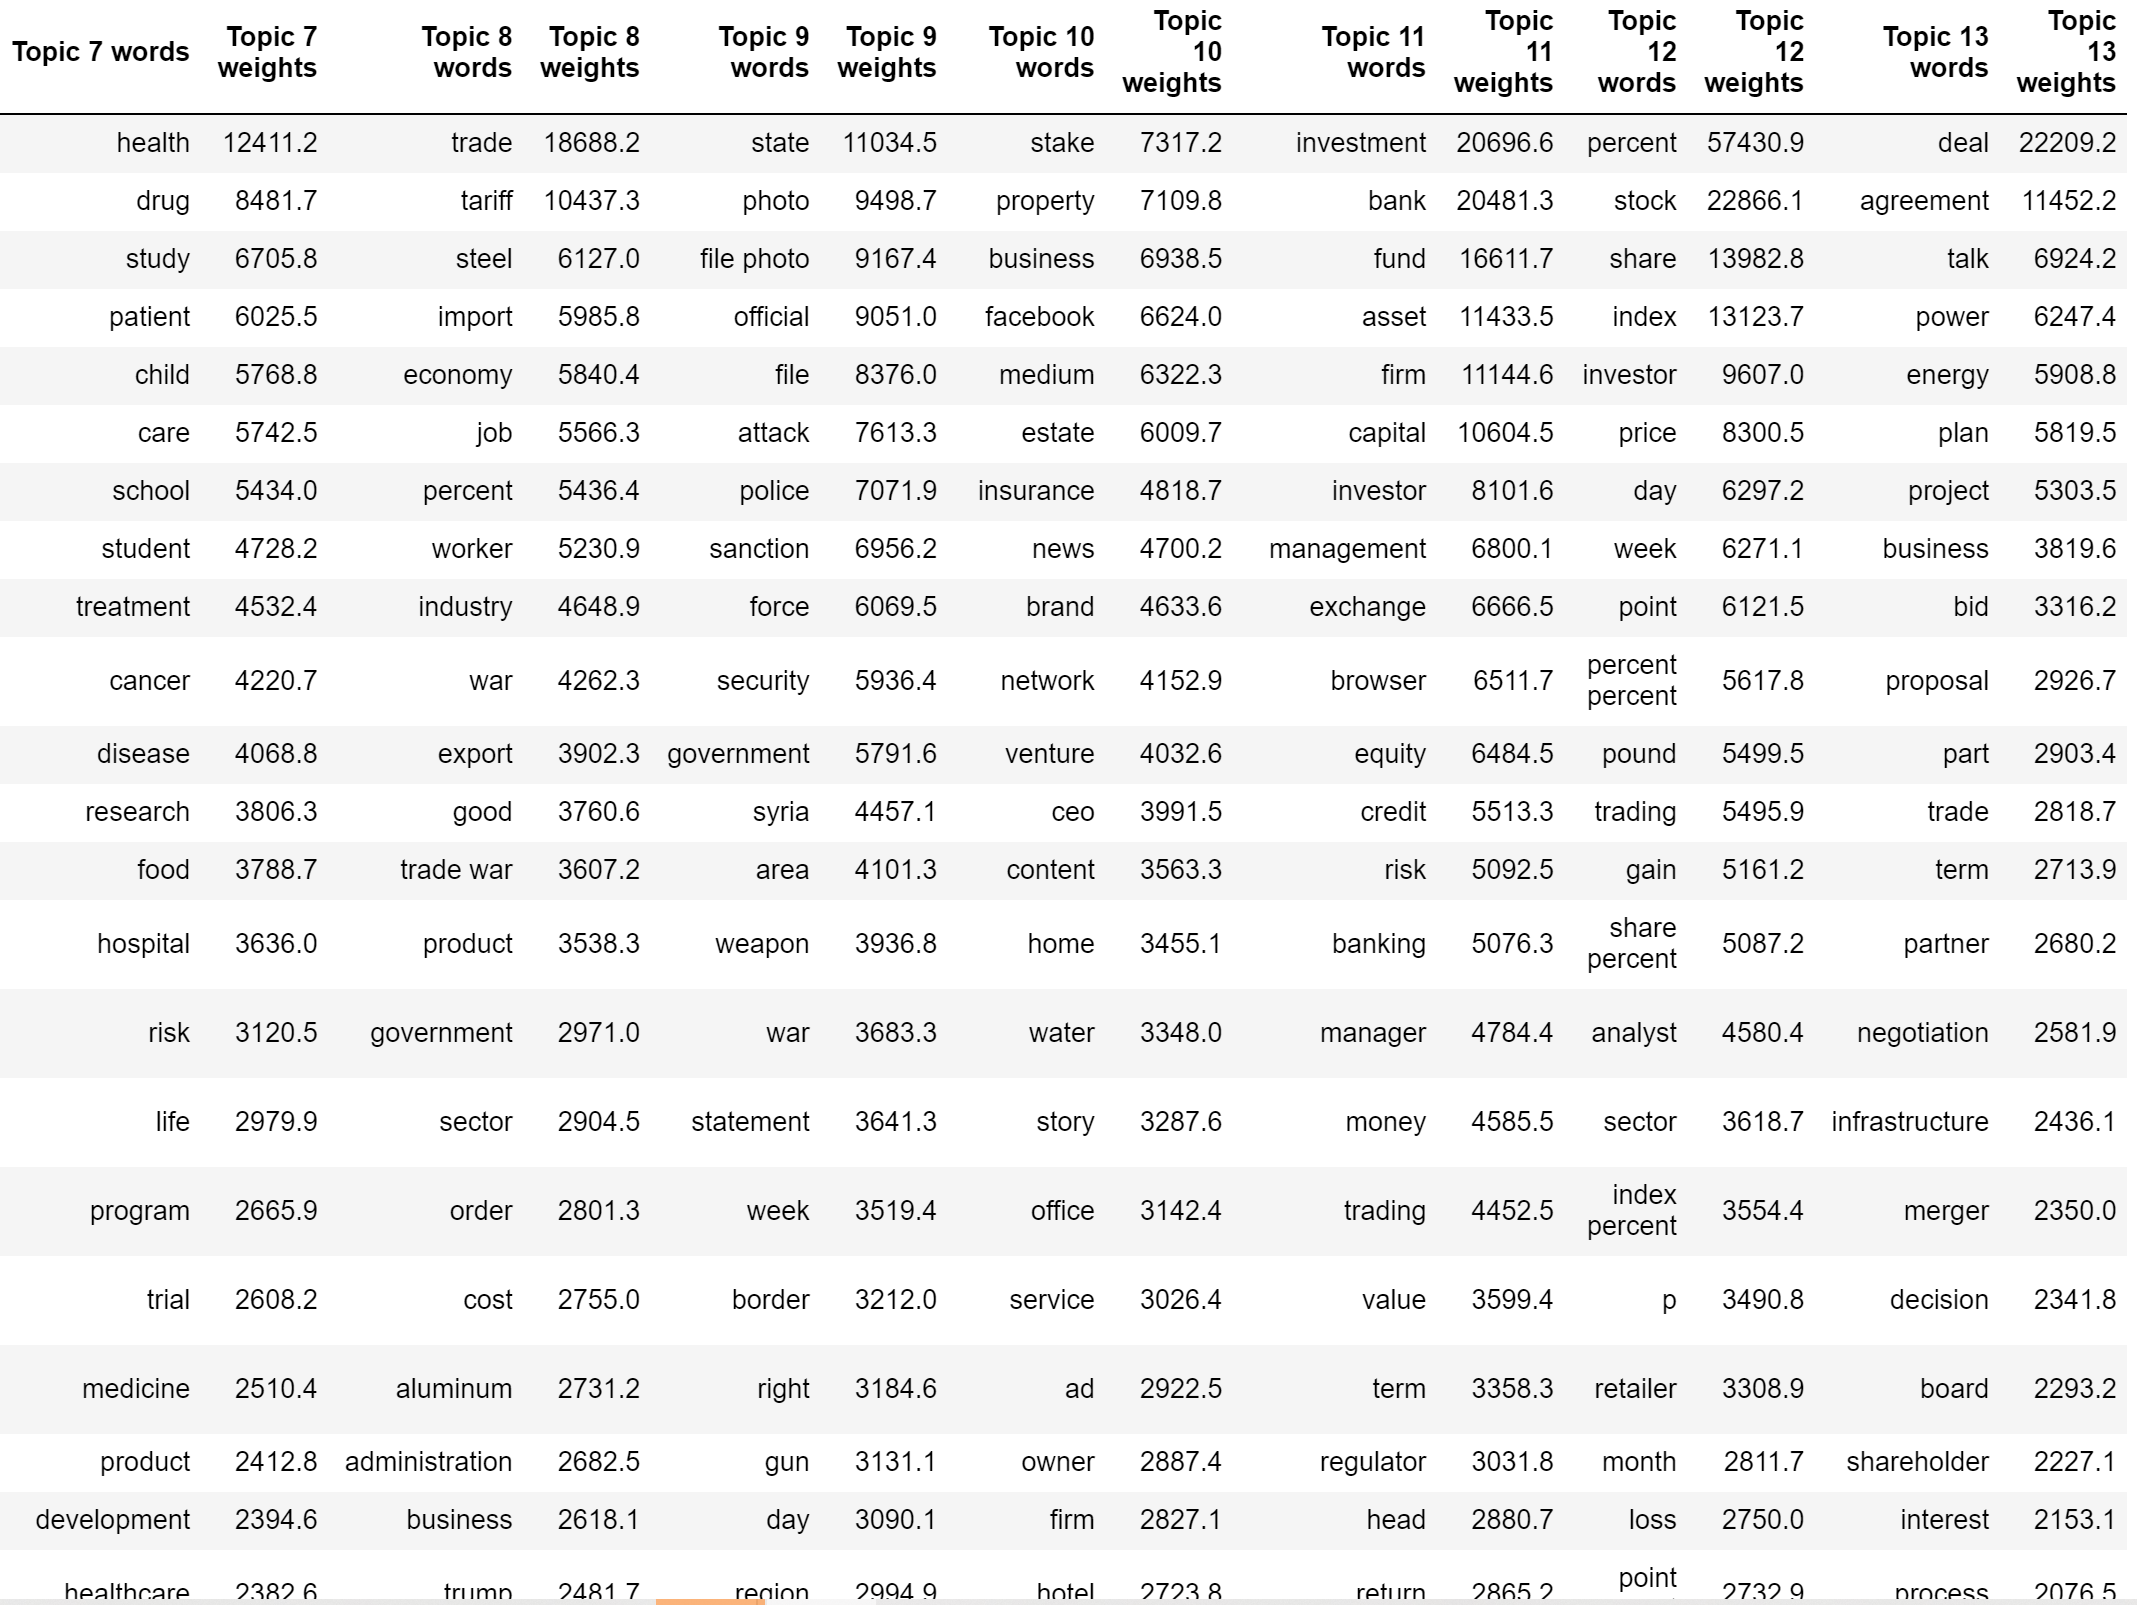 Topic 7 words Topic 7 weights Topic 8 words Topic 8 weights Topic 9 words Topic 9 weights Topic 10 words Topic 10 weights Topic 11 words Topic 11 weights Topic 12 words Topic 12 weights Topic 13 words Topic 13 weights
health 12411.2 trade 18688.2 state 11034.5 stake 7317.2 investment 20696.6 percent 57430.9 deal 22209.2
drug 8481.7 tariff 10437.3 photo 9498.7 property 7109.8 bank 20481.3 stock 22866.1 agreement 11452.2
study 6705.8 steel 6127.0 file photo 9167.4 business 6938.5 fund 16611.7 share 13982.8 talk 6924.2
patient 6025.5 import 5985.8 official 9051.0 facebook 6624.0 asset 11433.5 index 13123.7 power 6247.4
child 5768.8 economy 5840.4 file 8376.0 medium 6322.3 firm 11144.6 investor 9607.0 energy 5908.8
care 5742.5 job 5566.3 attack 7613.3 estate 6009.7 capital 10604.5 price 8300.5 plan 5819.5
school 5434.0 percent 5436.4 police 7071.9 insurance 4818.7 investor 8101.6 day 6297.2 project 5303.5
student 4728.2 worker 5230.9 sanction 6956.2 news 4700.2 management 6800.1 week 6271.1 business 3819.6
treatment 4532.4 industry 4648.9 force 6069.5 brand 4633.6 exchange 6666.5 point 6121.5 bid 3316.2
cancer 4220.7 war 4262.3 security 5936.4 network 4152.9 browser 6511.7 percent percent 5617.8 proposal 2926.7
disease 4068.8 export 3902.3 government 5791.6 venture 4032.6 equity 6484.5 pound 5499.5 part 2903.4
research 3806.3 good 3760.6 syria 4457.1 ceo 3991.5 credit 5513.3 trading 5495.9 trade 2818.7
food 3788.7 trade war 3607.2 area 4101.3 content 3563.3 risk 5092.5 gain 5161.2 term 2713.9
hospital 3636.0 product 3538.3 weapon 3936.8 home 3455.1 banking 5076.3 share percent 5087.2 partner 2680.2
risk 3120.5 government 2971.0 war 3683.3 water 3348.0 manager 4784.4 analyst 4580.4 negotiation 2581.9
life 2979.9 sector 2904.5 statement 3641.3 story 3287.6 money 4585.5 sector 3618.7 infrastructure 2436.1
program 2665.9 order 2801.3 week 3519.4 office 3142.4 trading 4452.5 index percent 3554.4 merger 2350.0
trial 2608.2 cost 2755.0 border 3212.0 service 3026.4 value 3599.4 p 3490.8 decision 2341.8
medicine 2510.4 aluminum 2731.2 right 3184.6 ad 2922.5 term 3358.3 retailer 3308.9 board 2293.2
product 2412.8 administration 2682.5 gun 3131.1 owner 2887.4 regulator 3031.8 month 2811.7 shareholder 2227.1
development 2394.6 business 2618.1 day 3090.1 firm 2827.1 head 2880.7 loss 2750.0 interest 2153.1
healthcare 2382.6 trump 2481.7 region 2994.9 hotel 2723.8 return 2865.2 point 2732.9 process 2076.5